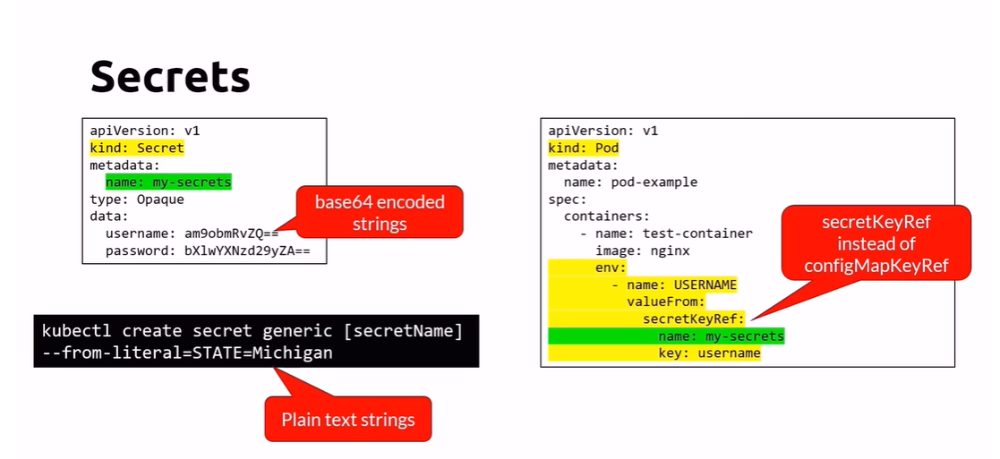 Secrets
apiVersion: v1
kind: Secret
metadata:
  name: my-secrets
type: Opaque
data:
  username: am9obmRvZQ==
  password: bXlwYXNzd29yZA==
base64 encoded
strings
kubectl create secret generic [secretName]
--from-literal=STATE=Michigan
Plain text strings
apiVersion: v1
kind: Pod
metadata:
  name: pod-example
spec:
  containers:
    - name: test-container
      image: nginx
      env:
        - name: USERNAME
          valueFrom:
            secretKeyRef:
              name: my-secrets
              key: username
secretKeyRef
instead of
configMapKeyRef